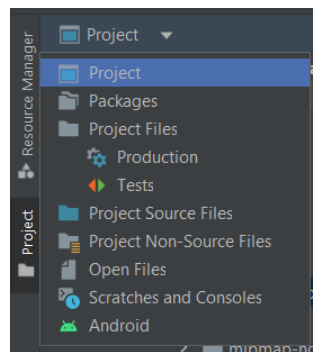 Resource Manager
Project
Project
Project
Packages
Project Files
Production
Tests
Project Source Files
Project Non-Source Files
Open Files
Scratches and Consoles
Android